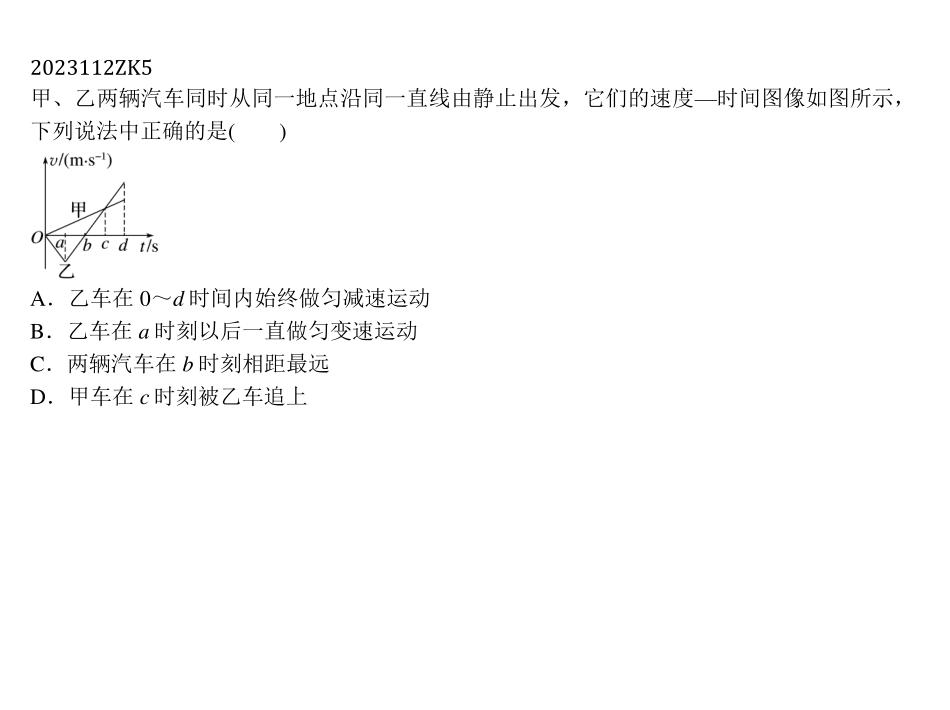 2023112ZK5
甲、乙两辆汽车同时从同一地点沿同一直线由静止出发，它们的速度—时间图像如图所示，
下列说法中正确的是(　　)
v/(m·s⁻¹)
甲
O a b c d t/s
乙
A．乙车在 0～d 时间内始终做匀减速运动
B．乙车在 a 时刻以后一直做匀变速运动
C．两辆汽车在 b 时刻相距最远
D．甲车在 c 时刻被乙车追上